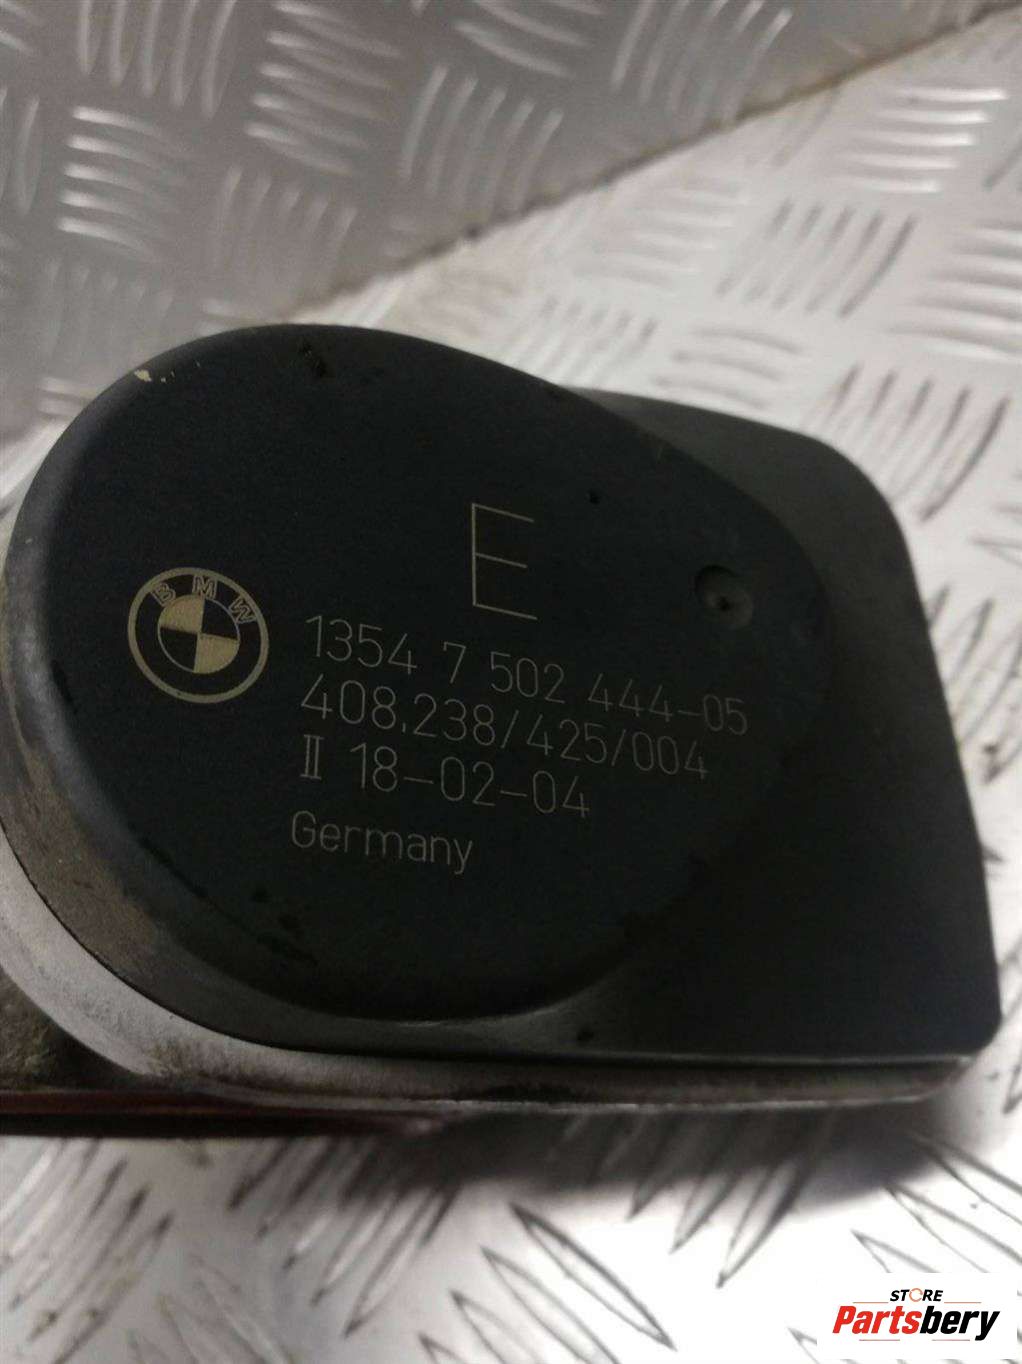 E
BMW
1354 7 502 444-05
408.238/425/004
II 18-02-04
Germany
STORE
Partsbery